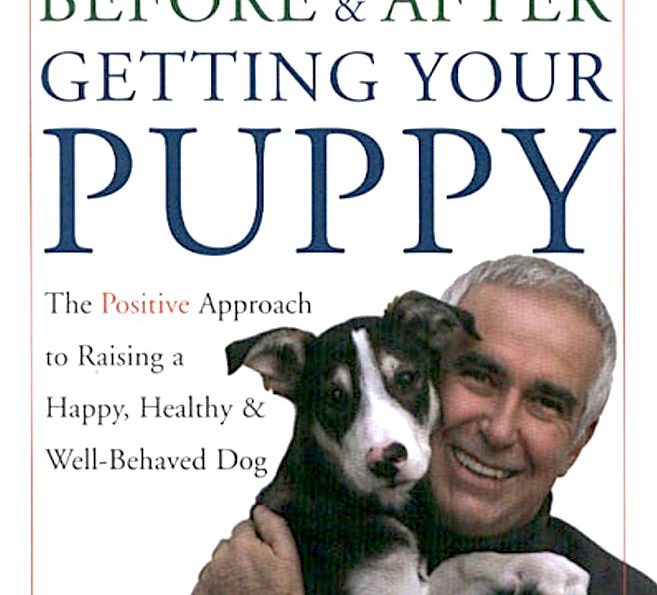 BEFORE & AFTER
GETTING YOUR
PUPPY
The Positive Approach
to Raising a
Happy, Healthy &
Well-Behaved Dog